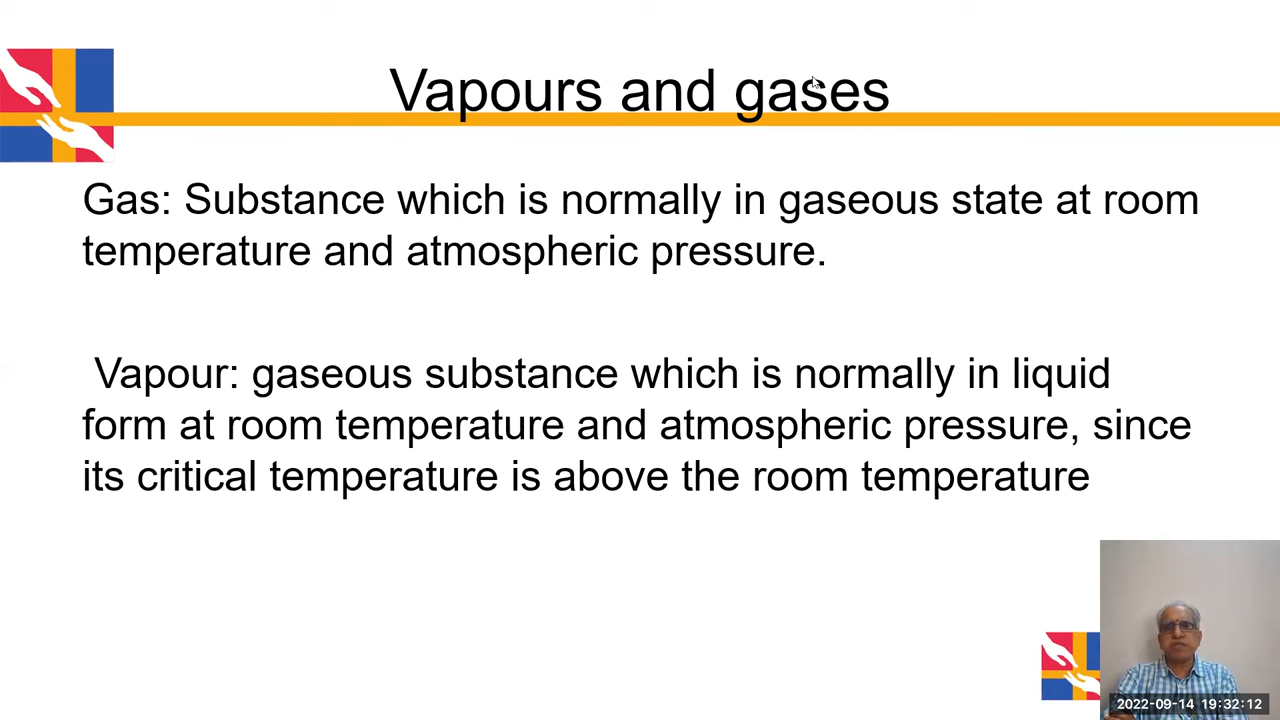 Vapours and gases
Gas: Substance which is normally in gaseous state at room
temperature and atmospheric pressure.
Vapour: gaseous substance which is normally in liquid
form at room temperature and atmospheric pressure, since
its critical temperature is above the room temperature
2022-09-14 19:32:12